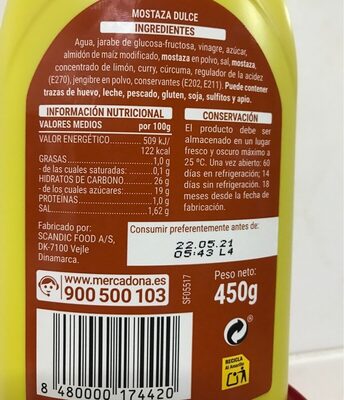 MOSTAZA DULCE
INGREDIENTES
Agua, jarabe de glucosa-fructosa, vinagre, azúcar,
almidón de maíz modificado, mostaza en polvo, sal, mostaza,
concentrado de limón, curry, cúrcuma, regulador de la acidez
(E270), jengibre en polvo, conservantes (E202, E211). Puede contener
trazas de huevo, leche, pescado, gluten, soja, sulfitos y apio.
INFORMACIÓN NUTRICIONAL
VALORES MEDIOS por 100g
VALOR ENERGÉTICO 509 kJ/
122 kcal
GRASAS 1,0 g
- de las cuales saturadas: 0,1 g
HIDRATOS DE CARBONO 26 g
- de los cuales azúcares: 19 g
PROTEÍNAS 1,0 g
SAL 1,62 g
CONSERVACIÓN
El producto debe ser
almacenado en un lugar
fresco y oscuro máximo a
25 ºC. Una vez abierto: 60
días en refrigeración; 14
días sin refrigeración. 18
meses desde la fecha de
fabricación.
Fabricado por:
SCANDIC FOOD A/S,
DK-7100 Vejle
Dinamarca.
Consumir preferentemente antes de:
22.05.21
05:43 L4
www.mercadona.es
900 500 103
SF05517
Peso neto:
450g
RECICLA
Al Amarillo
8 480000 174420